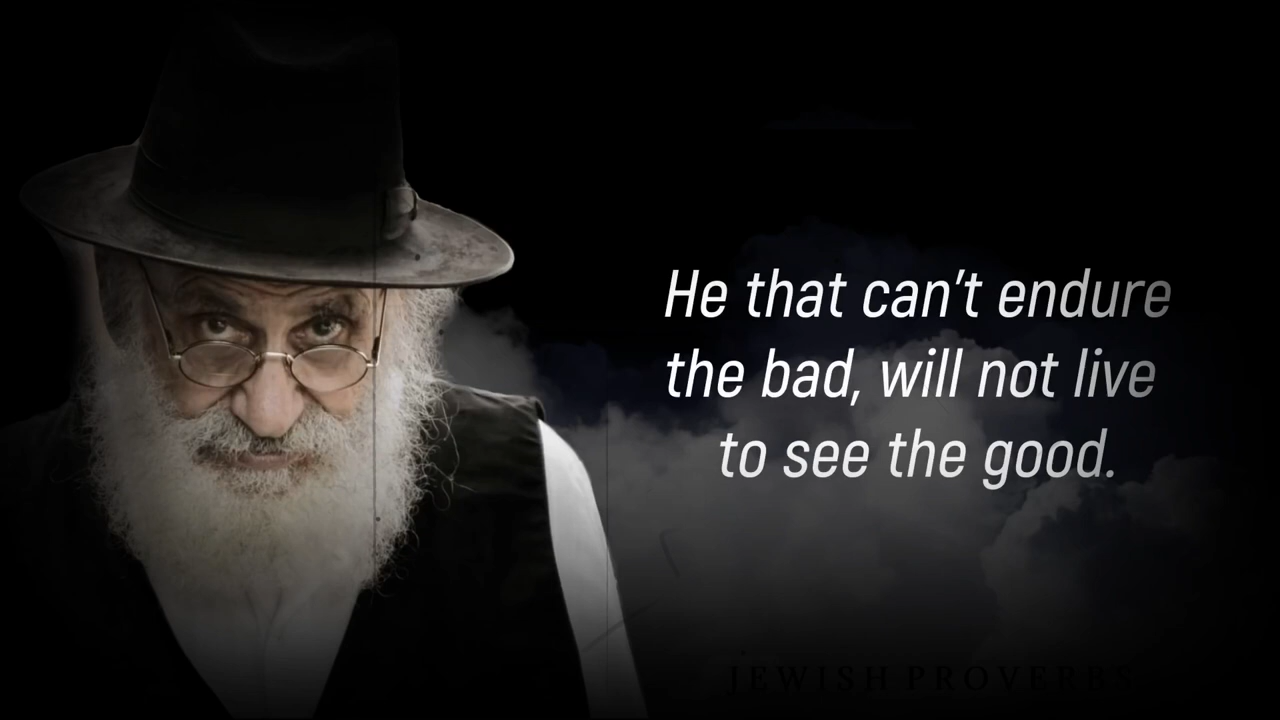 He that can't endure
the bad, will not live
to see the good.
JEWISH PROVERBS